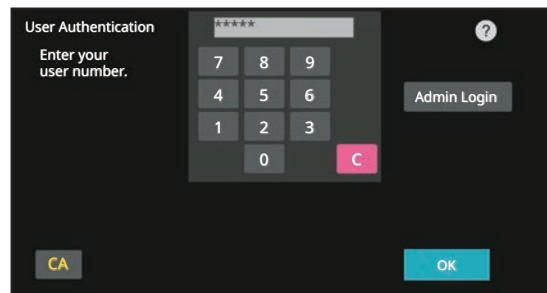 User Authentication
*****
?
Enter your
user number.
7 8 9
4 5 6
Admin Login
1 2 3
0 C
CA
OK